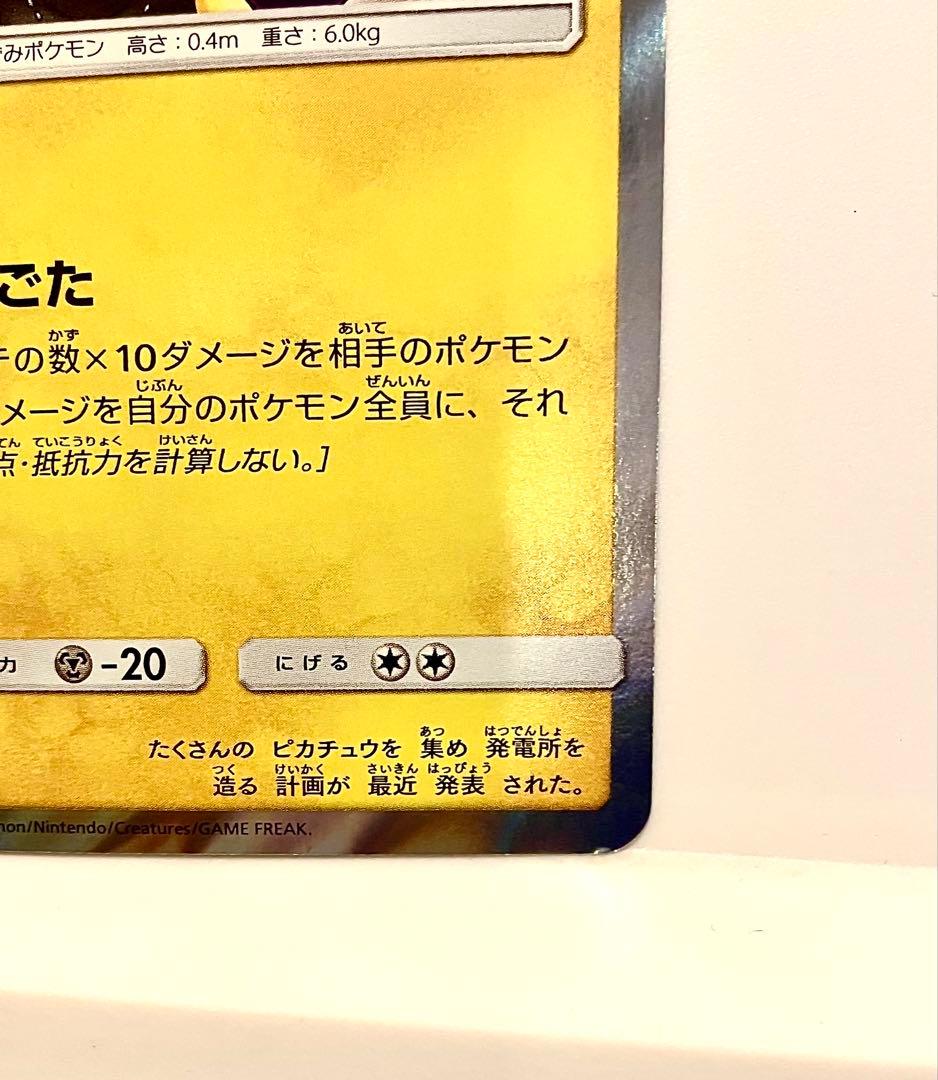 ずみポケモン 高さ：0.4m 重さ：6.0kg
ごた
の数×10ダメージを相手のポケモン
メージを自分のポケモン全員に、それ
点・抵抗力を計算しない。］
力 -20 にげる
たくさんの ピカチュウを 集め 発電所を
造る 計画が 最近 発表 された。
mon/Nintendo/Creatures/GAME FREAK.